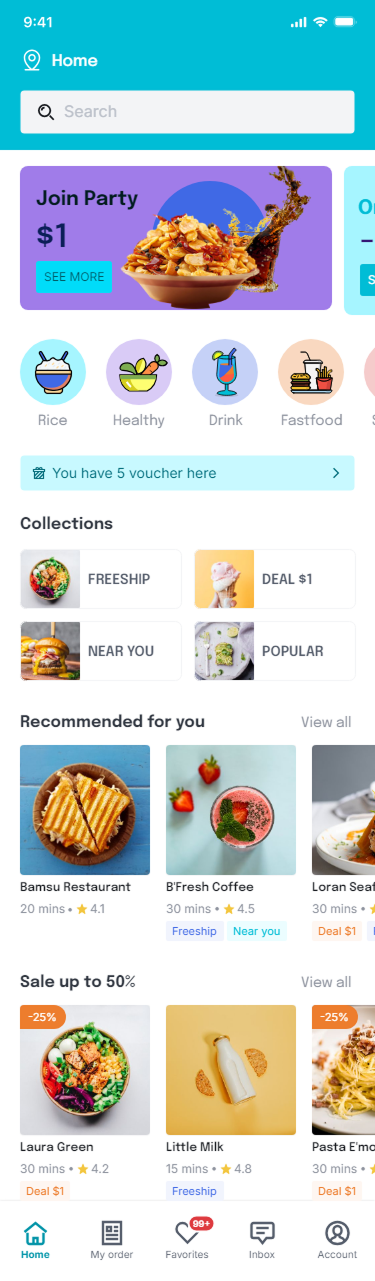 9:41
Home
Search
Join Party
$1
SEE MORE
Rice
Healthy
Drink
Fastfood
You have 5 voucher here
Collections
FREESHIP
DEAL $1
NEAR YOU
POPULAR
Recommended for you
View all
Bamsu Restaurant
B'Fresh Coffee
Loran
20 mins • 4.1
30 mins • 4.5
30 mins •
Freeship
Near you
Deal $1
Sale up to 50%
View all
-25%
-25%
Laura Green
Little Milk
Pasta
30 mins • 4.2
15 mins • 4.8
30 mins •
Deal $1
Freeship
Deal $1
99+
Home
My order
Favorites
Inbox
Account